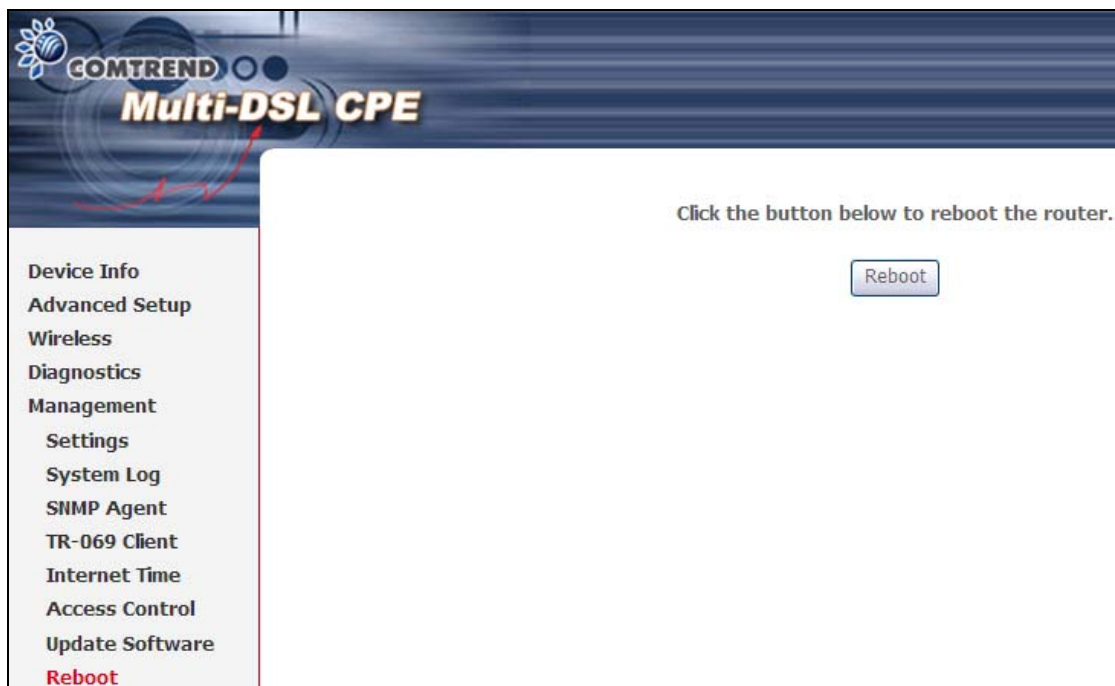 COMTREND
Multi-DSL CPE
Click the button below to reboot the router.
Reboot
Device Info
Advanced Setup
Wireless
Diagnostics
Management
Settings
System Log
SNMP Agent
TR-069 Client
Internet Time
Access Control
Update Software
Reboot